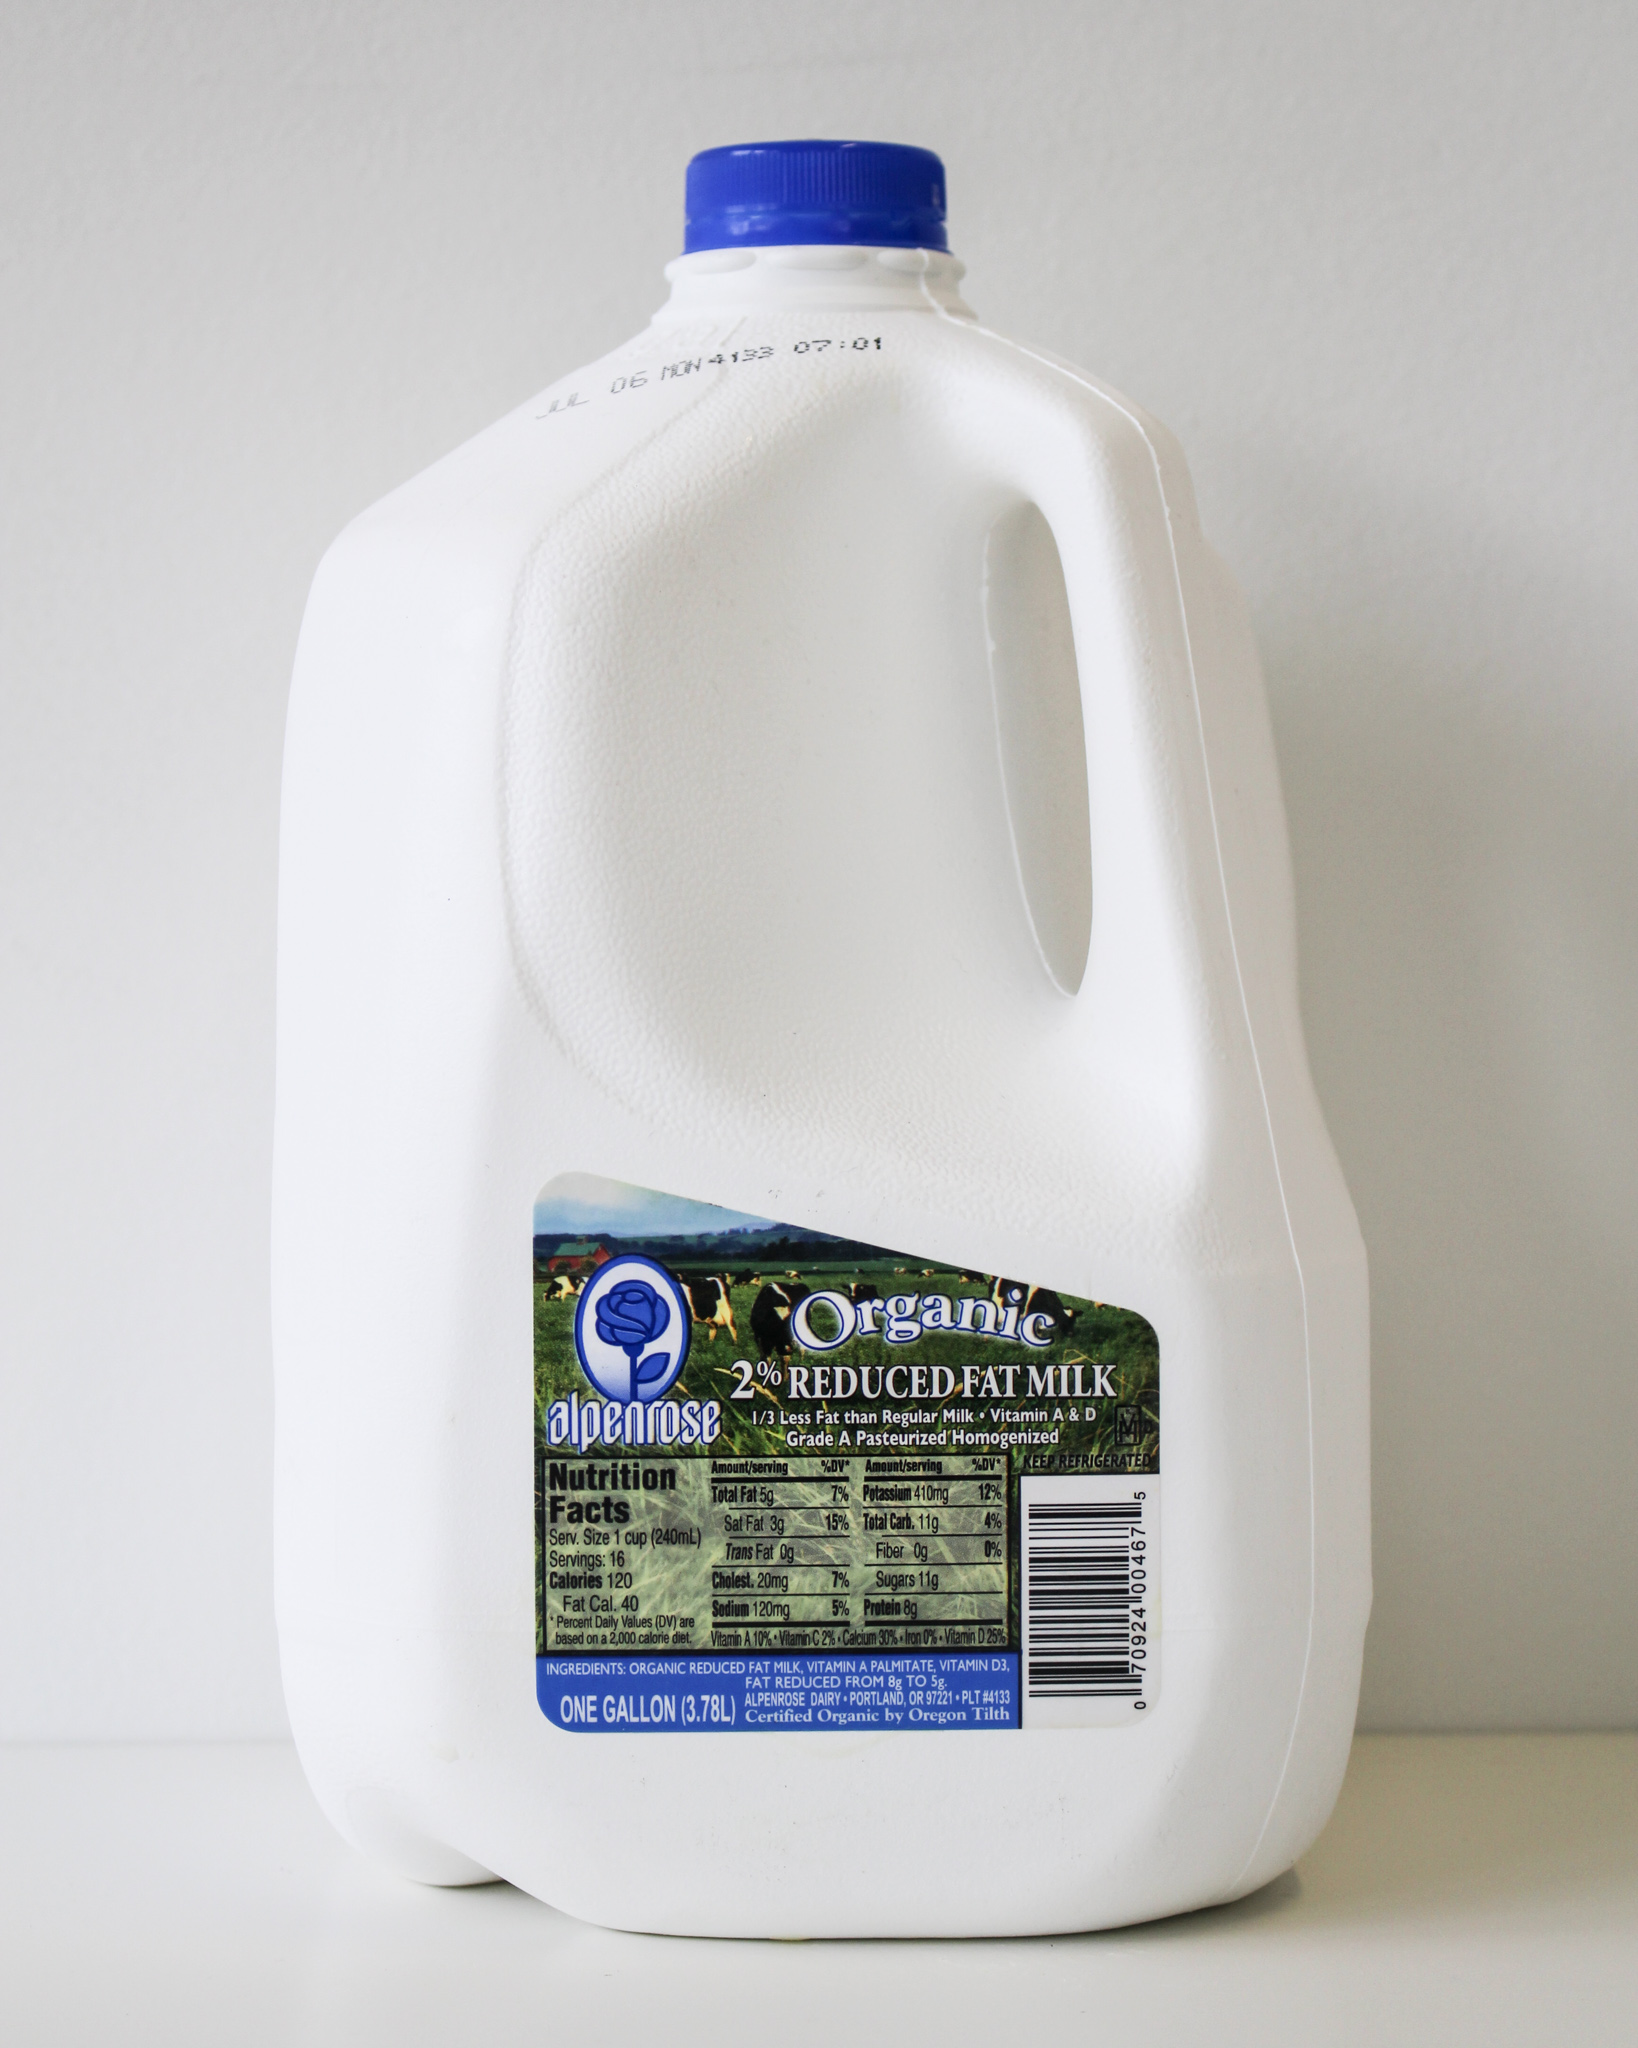 JUL 06 MON 4133 07:01
Organic
2% REDUCED FAT MILK
alpenrose
1/3 Less Fat than Regular Milk • Vitamin A & D
Grade A Pasteurized Homogenized
KEEP REFRIGERATED
Nutrition
Facts
Serv. Size 1 cup (240mL)
Servings: 16
Calories 120
Fat Cal. 40
* Percent Daily Values (DV) are
based on a 2,000 calorie diet.
Amount/serving %DV*
Total Fat 5g 7%
Sat Fat 3g 15%
Trans Fat 0g
Cholest. 20mg 7%
Sodium 120mg 5%
Amount/serving %DV*
Potassium 410mg 12%
Total Carb. 11g 4%
Fiber 0g 0%
Sugars 11g
Protein 8g
Vitamin A 10% • Vitamin C 2% • Calcium 30% • Iron 0% • Vitamin D 25%
INGREDIENTS: ORGANIC REDUCED FAT MILK, VITAMIN A PALMITATE, VITAMIN D3,
FAT REDUCED FROM 8g TO 5g.
ONE GALLON (3.78L)
ALPENROSE DAIRY • PORTLAND, OR 97221 • PLT #4133
Certified Organic by Oregon Tilth
0 70924 00467 5